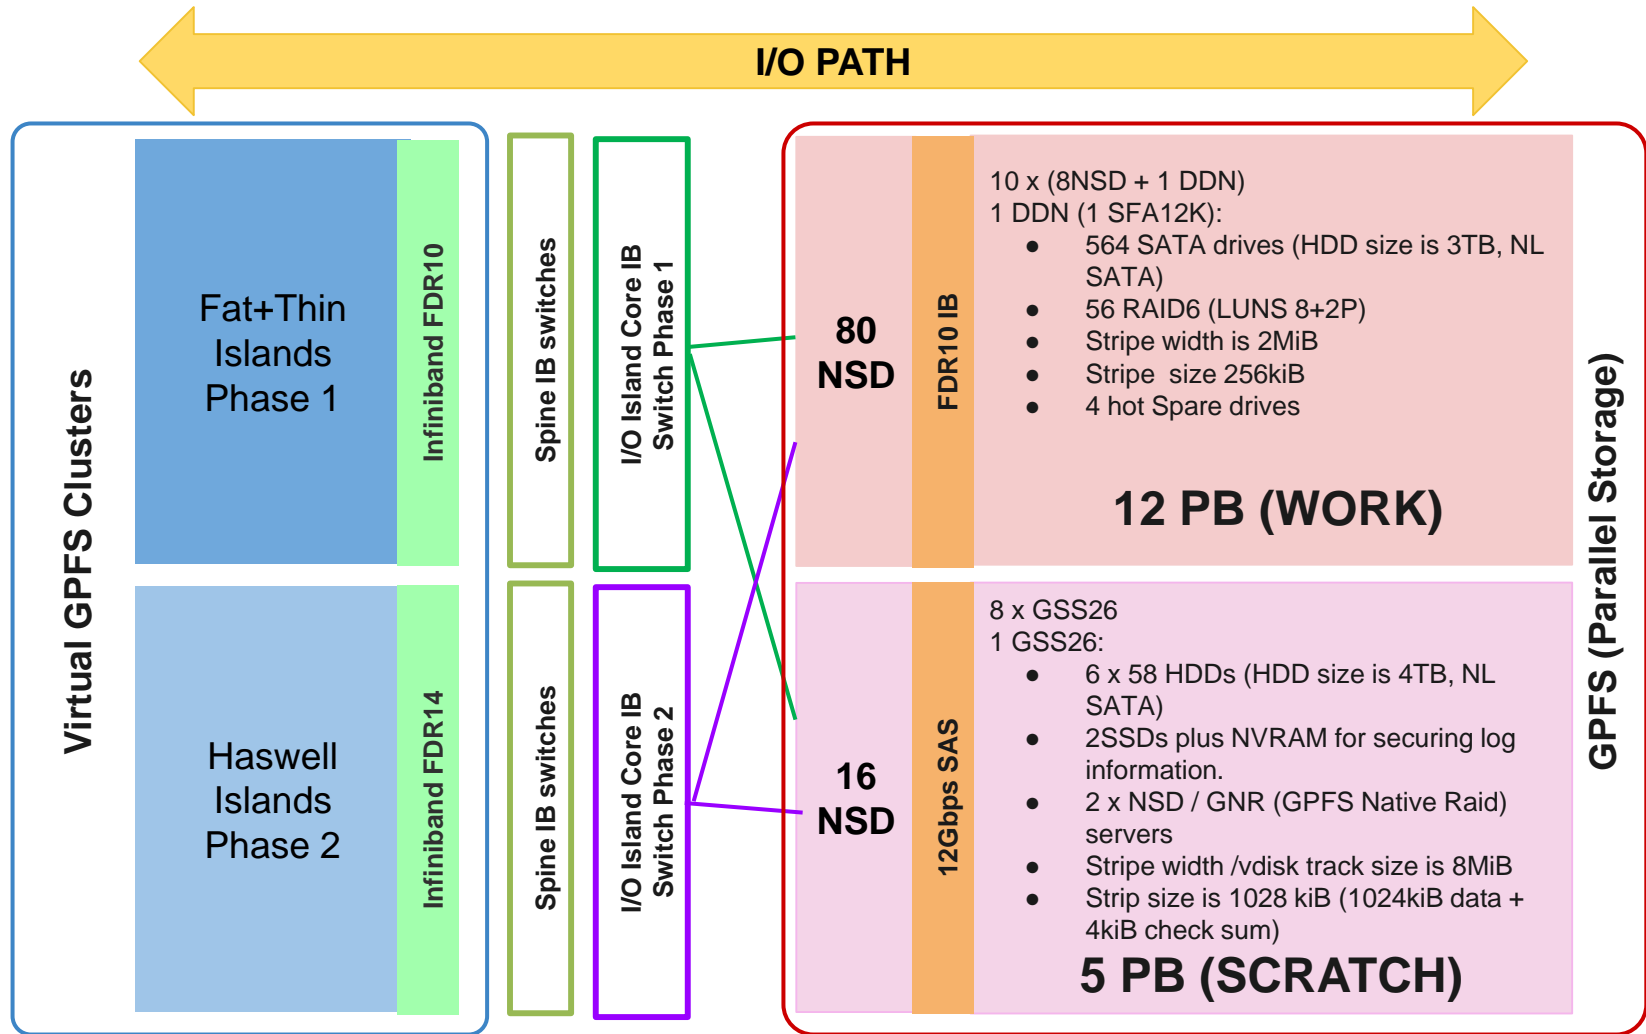 I/O PATH
Virtual GPFS Clusters
Fat+Thin
Islands
Phase 1
Infiniband FDR10
Spine IB switches
I/O Island Core IB
Switch Phase 1
80
NSD
FDR10 IB
10 x (8NSD + 1 DDN)
1 DDN (1 SFA12K):
● 564 SATA drives (HDD size is 3TB, NL
SATA)
● 56 RAID6 (LUNS 8+2P)
● Stripe width is 2MiB
● Stripe size 256kiB
● 4 hot Spare drives
12 PB (WORK)
Haswell
Islands
Phase 2
Infiniband FDR14
Spine IB switches
I/O Island Core IB
Switch Phase 2
16
NSD
12Gbps SAS
8 x GSS26
1 GSS26:
● 6 x 58 HDDs (HDD size is 4TB, NL
SATA)
● 2SSDs plus NVRAM for securing log
information.
● 2 x NSD / GNR (GPFS Native Raid)
servers
● Stripe width /vdisk track size is 8MiB
● Strip size is 1028 kiB (1024kiB data +
4kiB check sum)
5 PB (SCRATCH)
GPFS (Parallel Storage)